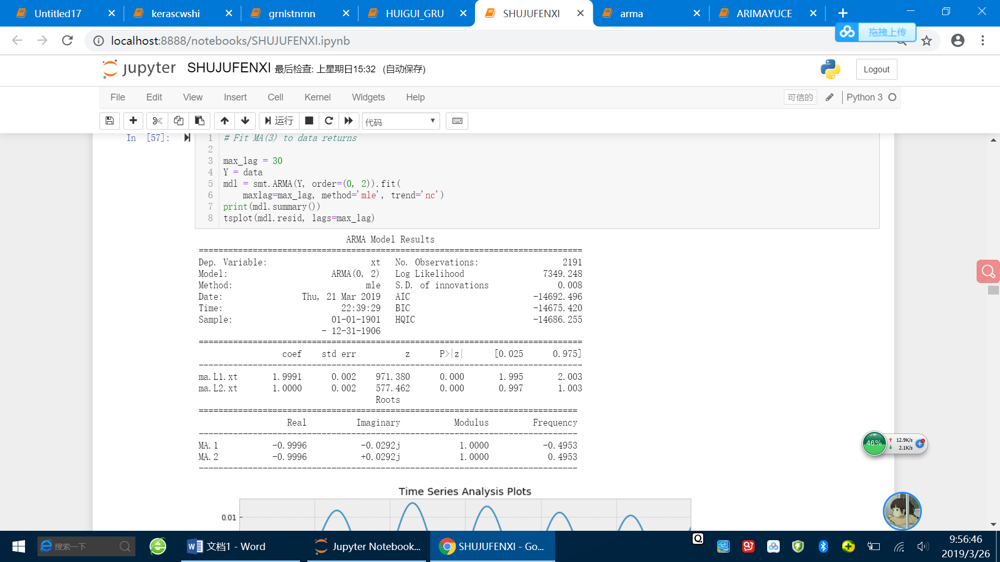 Untitled17
kerascwshi
grnlstnrnn
HUIGUI_GRU
SHUJUFENXI
arma
ARIMAYUCE
拖拽上传
localhost:8888/notebooks/SHUJUFENXI.ipynb
jupyter SHUJUFENXI 最后检查: 上星期日15:32 (自动保存)
Logout
File Edit View Insert Cell Kernel Widgets Help
可信的 Python 3
运行 代码
In [57]:
1 # Fit MA(3) to data returns
2
3 max_lag = 30
4 Y = data
5 mdl = smt.ARMA(Y, order=(0, 2)).fit(
6 maxlag=max_lag, method='mle', trend='nc')
7 print(mdl.summary())
8 tsplot(mdl.resid, lags=max_lag)
ARMA Model Results
==============================================================================
Dep. Variable: xt No. Observations: 2191
Model: ARMA(0, 2) Log Likelihood 7349.248
Method: mle S.D. of innovations 0.008
Date: Thu, 21 Mar 2019 AIC -14692.496
Time: 22:39:29 BIC -14675.420
Sample: 01-01-1901 HQIC -14686.255
- 12-31-1906
==============================================================================
coef std err z P>|z| [0.025 0.975]
------------------------------------------------------------------------------
ma.L1.xt 1.9991 0.002 971.380 0.000 1.995 2.003
ma.L2.xt 1.0000 0.002 577.462 0.000 0.997 1.003
Roots
=============================================================================
Real Imaginary Modulus Frequency
-----------------------------------------------------------------------------
MA.1 -0.9996 -0.0292j 1.0000 -0.4953
MA.2 -0.9996 +0.0292j 1.0000 0.4953
-----------------------------------------------------------------------------
Time Series Analysis Plots
0.01
46%
12.9K/s
2.1K/s
搜索一下
文档1 - Word
Jupyter Notebook...
SHUJUFENXI - Go...
9:56:46
2019/3/26